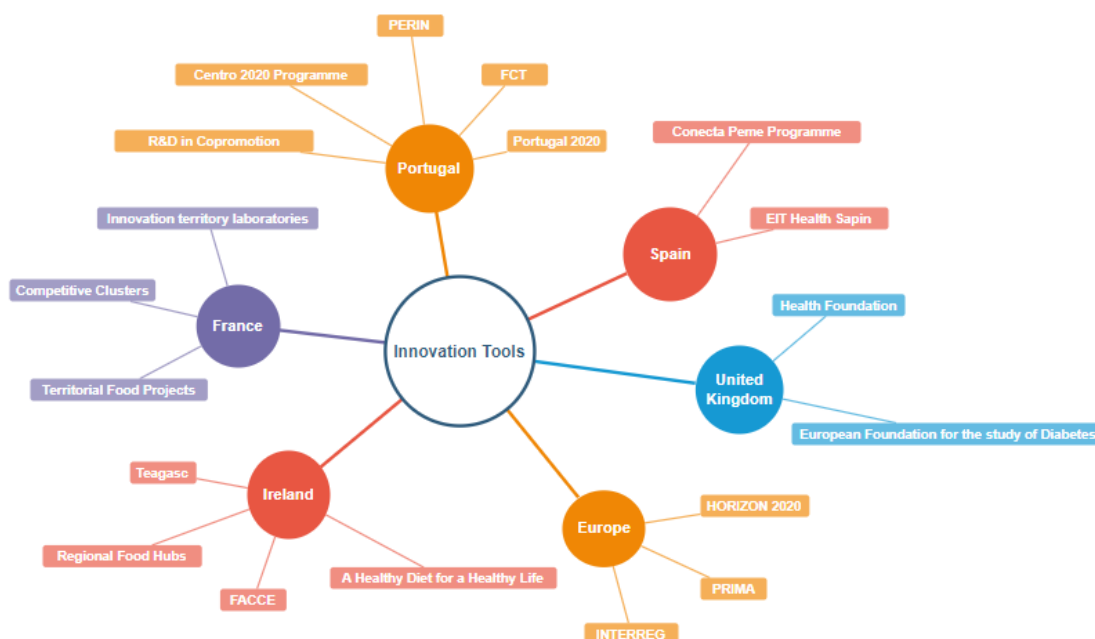 PERIN
Centro 2020 Programme
FCT
R&D in Copromotion
Portugal 2020
Portugal
Conecta Peme Programme
EIT Health Sapin
Spain
Innovation territory laboratories
Competitive Clusters
France
Territorial Food Projects
Innovation Tools
Health Foundation
United
Kingdom
European Foundation for the study of Diabetes
Teagasc
Ireland
Regional Food Hubs
FACCE
A Healthy Diet for a Healthy Life
Europe
HORIZON 2020
PRIMA
INTERREG